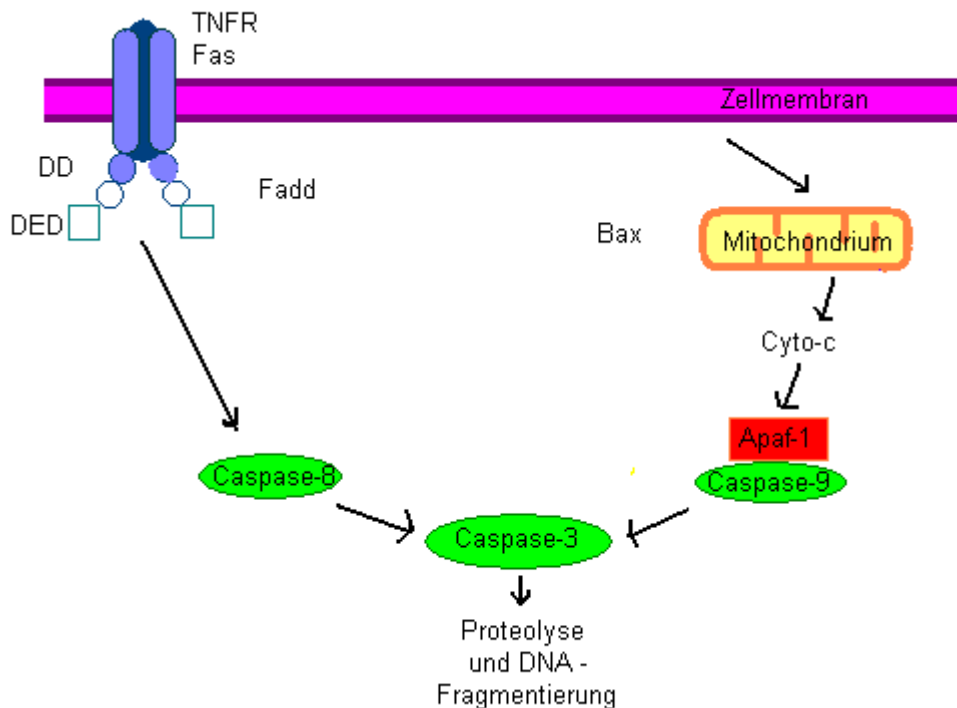 TNFR
Fas
Zellmembran
DD
Fadd
DED
Bax
Mitochondrium
Cyto-c
Apaf-1
Caspase-8
Caspase-9
Caspase-3
Proteolyse
und DNA -
Fragmentierung